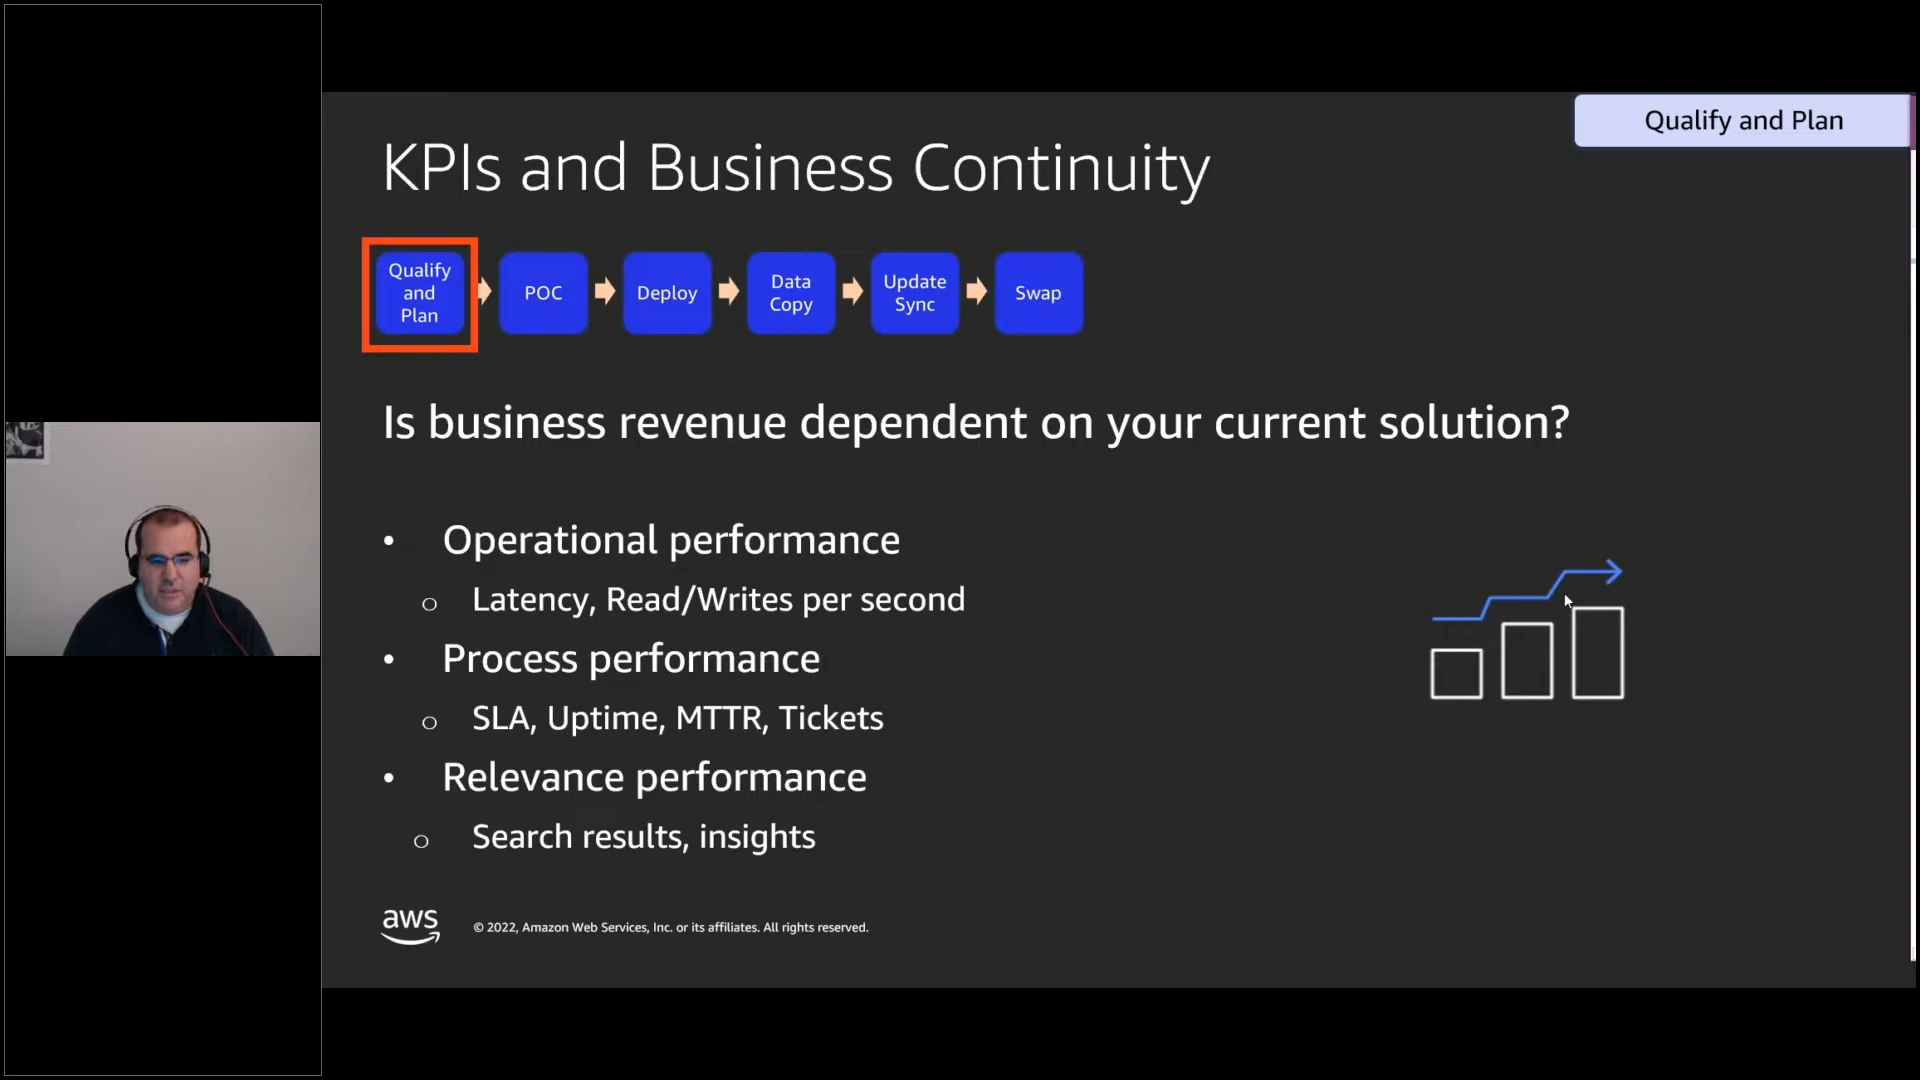 Qualify and Plan
KPIs and Business Continuity
Qualify
and
Plan
POC
Deploy
Data
Copy
Update
Sync
Swap
Is business revenue dependent on your current solution?
• Operational performance
o Latency, Read/Writes per second
• Process performance
o SLA, Uptime, MTTR, Tickets
• Relevance performance
o Search results, insights
aws
© 2022, Amazon Web Services, Inc. or its affiliates. All rights reserved.